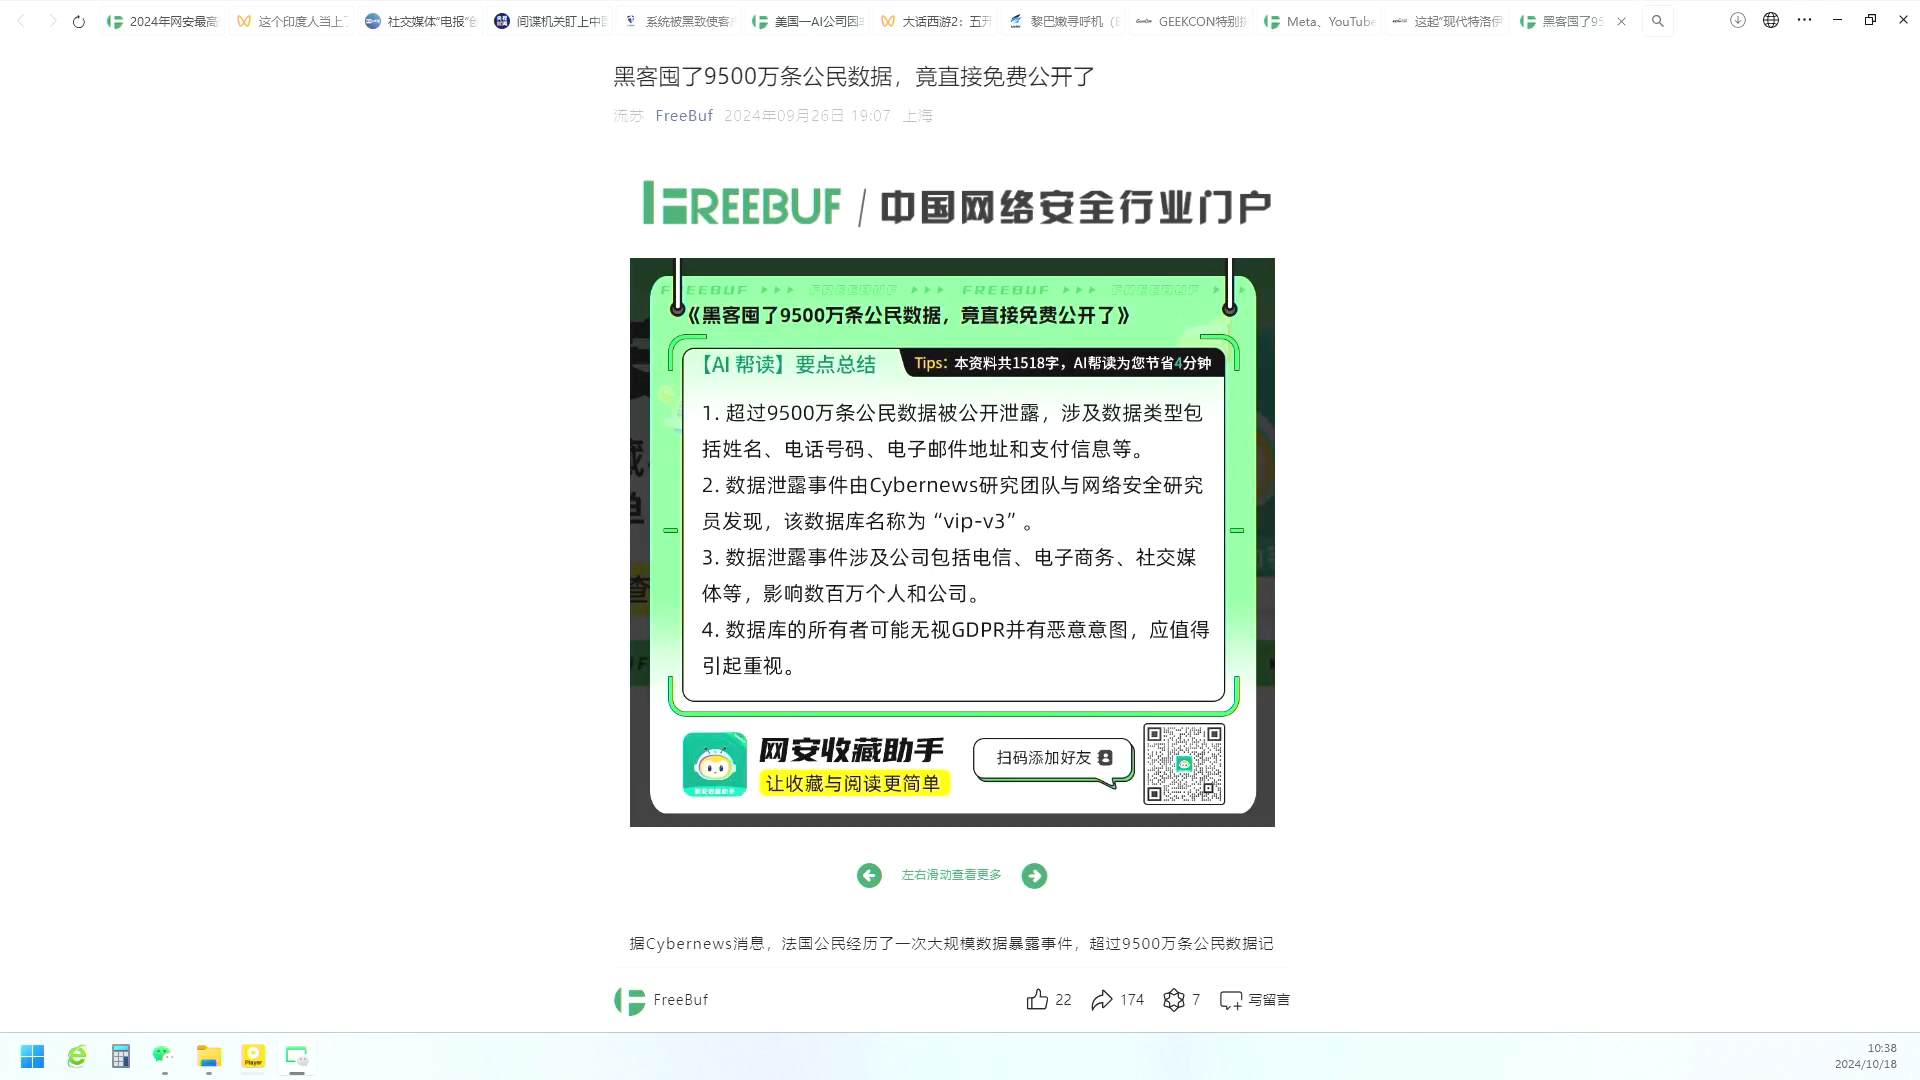 2024年网安最高
这个印度人当上了
社交媒体“电报”创
间谍机关盯上中国
系统被黑致使客户
美国一AI公司因
大话西游2：五开
黎巴嫩寻呼机（B
GEEKCON特别
Meta、YouTube
这起“现代特洛伊
黑客囤了95
黑客囤了9500万条公民数据，竟直接免费公开了
流苏 FreeBuf 2024年09月26日 19:07 上海
FREEBUF / 中国网络安全行业门户
FREEBUF FREEBUF FREEBUF FREEBUF
《黑客囤了9500万条公民数据，竟直接免费公开了》
【AI 帮读】要点总结
Tips：本资料共1518字，AI帮读为您节省4分钟
1. 超过9500万条公民数据被公开泄露，涉及数据类型包
括姓名、电话号码、电子邮件地址和支付信息等。
2. 数据泄露事件由Cybernews研究团队与网络安全研究
员发现，该数据库名称为“vip-v3”。
3. 数据泄露事件涉及公司包括电信、电子商务、社交媒
体等，影响数百万个人和公司。
4. 数据库的所有者可能无视GDPR并有恶意意图，应值得
引起重视。
网安收藏助手
让收藏与阅读更简单
扫码添加好友
左右滑动查看更多
据Cybernews消息，法国公民经历了一次大规模数据暴露事件，超过9500万条公民数据记
FreeBuf
22 174 7 写留言
Player
10:38
2024/10/18